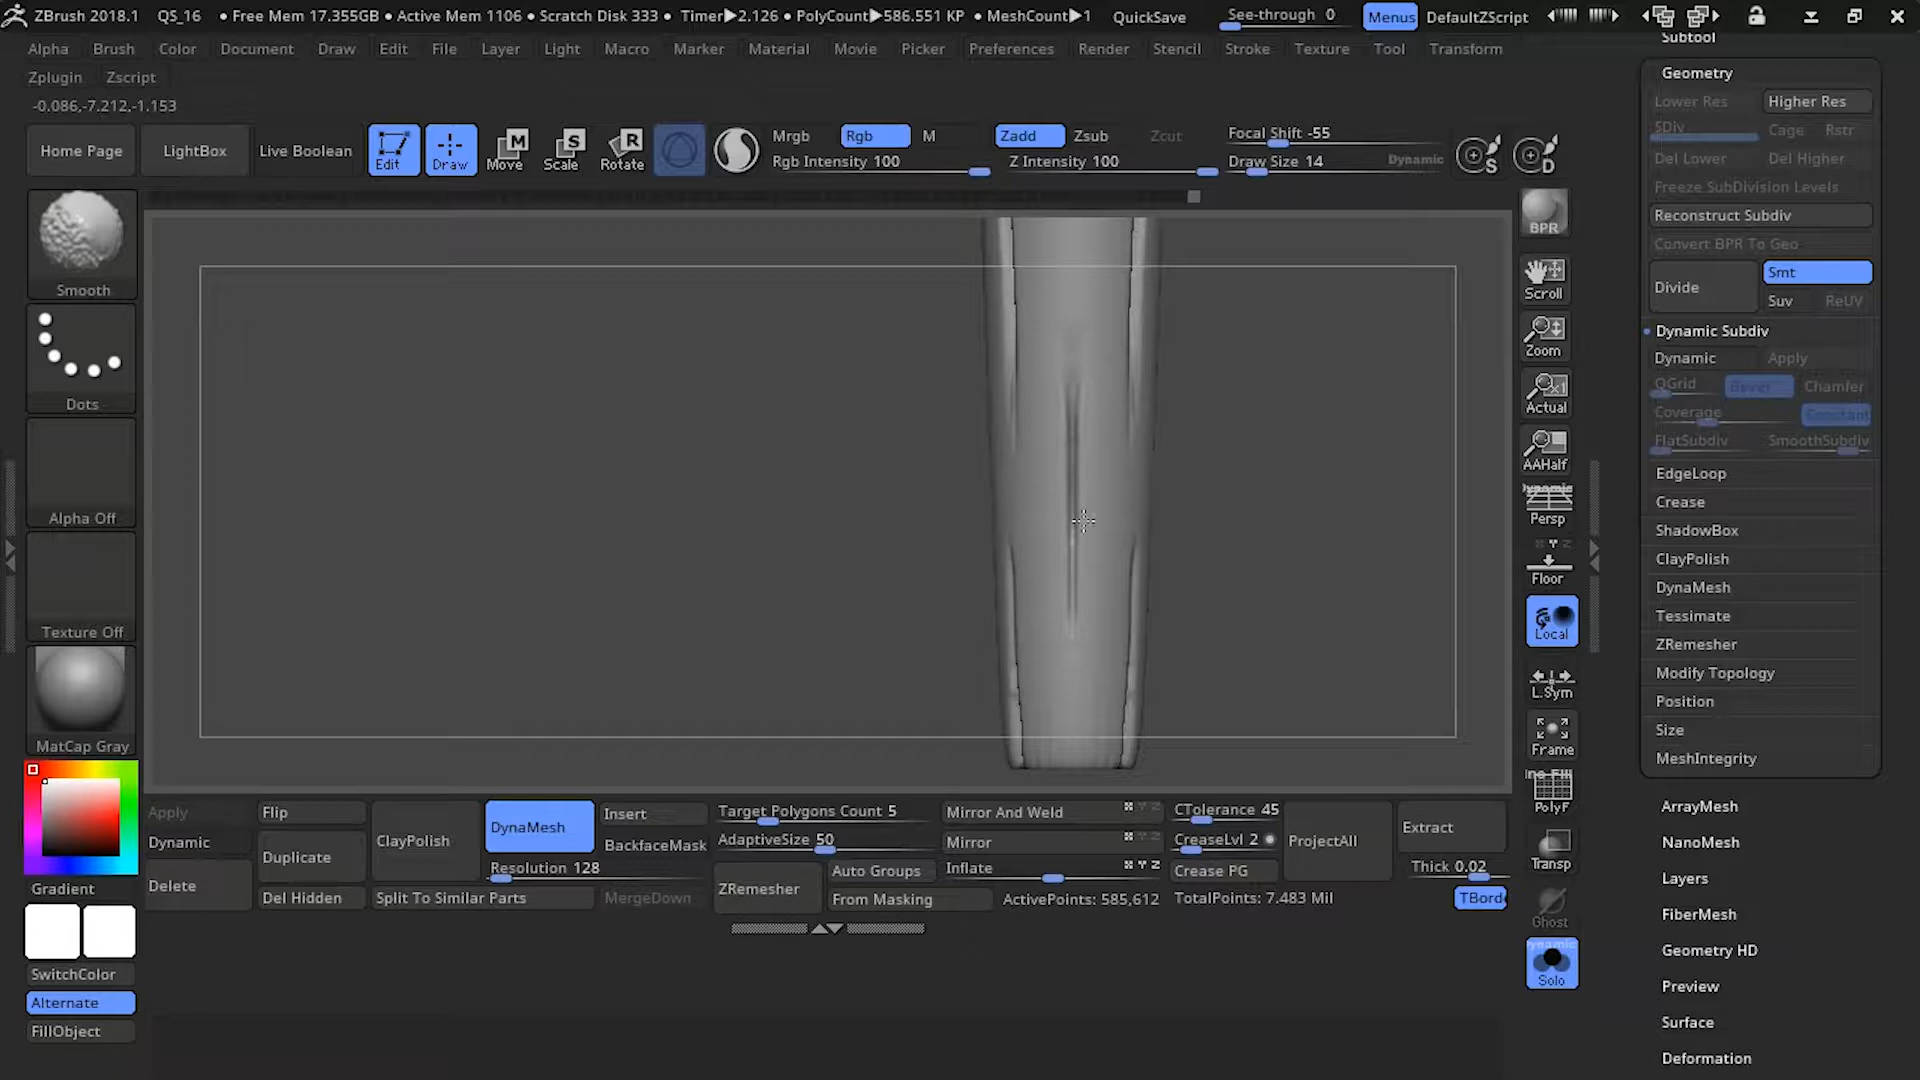 ZBrush 2018.1 QS_16 • Free Mem 17.355GB • Active Mem 1106 • Scratch Disk 333 • Timer▶2.126 • PolyCount▶586.551 KP • MeshCount▶1 QuickSave See-through 0 Menus DefaultZScript
Alpha Brush Color Document Draw Edit File Layer Light Macro Marker Material Movie Picker Preferences Render Stencil Stroke Texture Tool Transform
Zplugin Zscript
-0.086,-7.212,-1.153
Home Page LightBox Live Boolean Edit Draw Move Scale Rotate
Mrgb Rgb M Zadd Zsub Zcut Focal Shift -55
Rgb Intensity 100 Z Intensity 100 Draw Size 14 Dynamic
S D
Smooth
Dots
Alpha Off
Texture Off
MatCap Gray
Gradient
SwitchColor
Alternate
FillObject
BPR
Scroll
Zoom
Actual
AAHalf
Dynamic
Persp
Floor
Local
L.Sym
Frame
Line Fill
PolyF
Transp
Ghost
Dynamic
Solo
Subtool
Geometry
Lower Res Higher Res
SDiv Cage Rstr
Del Lower Del Higher
Freeze SubDivision Levels
Reconstruct Subdiv
Convert BPR To Geo
Divide Smt
Suv ReUV
Dynamic Subdiv
Dynamic Apply
QGrid Bevel Chamfer
Coverage Constant
FlatSubdiv SmoothSubdiv
EdgeLoop
Crease
ShadowBox
ClayPolish
DynaMesh
Tessimate
ZRemesher
Modify Topology
Position
Size
MeshIntegrity
ArrayMesh
NanoMesh
Layers
FiberMesh
Geometry HD
Preview
Surface
Deformation
Apply Flip ClayPolish DynaMesh Insert Target Polygons Count 5 Mirror And Weld CTolerance 45 ProjectAll Extract
Dynamic Duplicate BackfaceMask AdaptiveSize 50 Mirror CreaseLvl 2
Delete Resolution 128 ZRemesher Auto Groups Inflate Crease PG Thick 0.02
Del Hidden Split To Similar Parts MergeDown From Masking ActivePoints: 585,612 TotalPoints: 7.483 Mil TBord